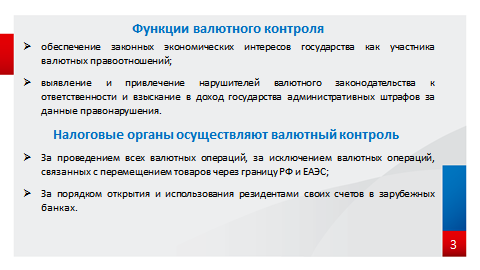 Функции валютного контроля
обеспечение законных экономических интересов государства как участника
валютных правоотношений;
выявление и привлечение нарушителей валютного законодательства к
ответственности и взыскание в доход государства административных штрафов за
данные правонарушения.
Налоговые органы осуществляют валютный контроль
За проведением всех валютных операций, за исключением валютных операций,
связанных с перемещением товаров через границу РФ и ЕАЭС;
За порядком открытия и использования резидентами своих счетов в зарубежных
банках.
3